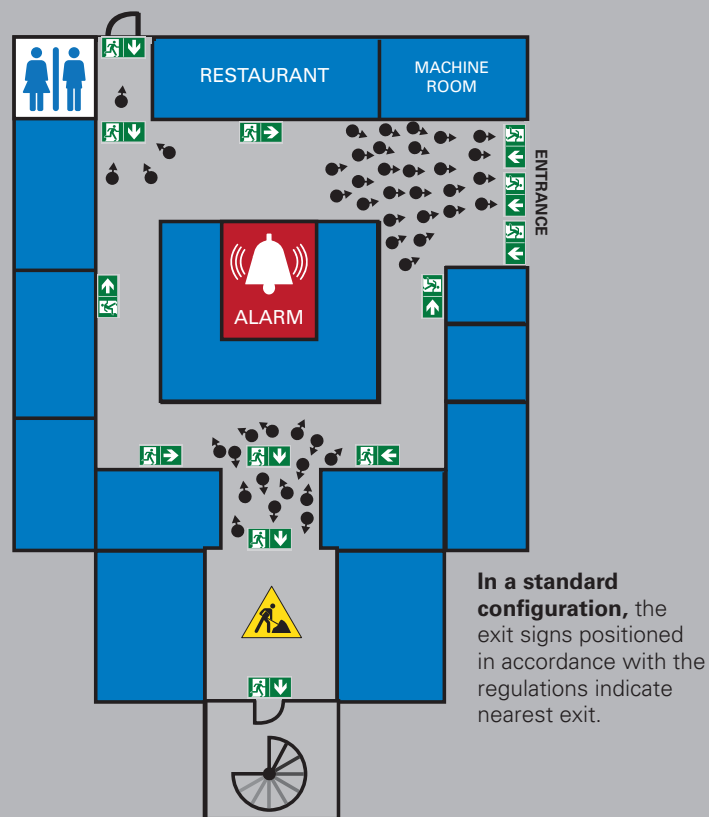 RESTAURANT
MACHINE
ROOM
ENTRANCE
ALARM
In a standard
configuration, the
exit signs positioned
in accordance with the
regulations indicate
nearest exit.